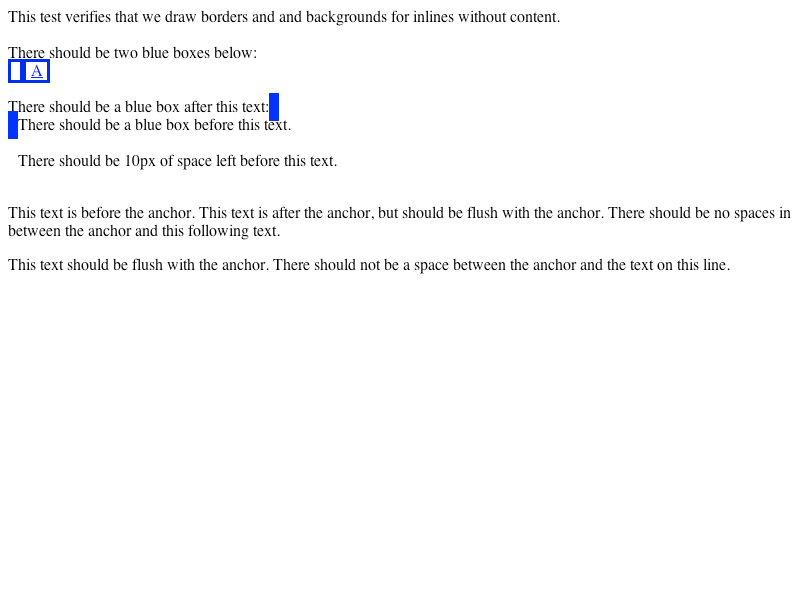 This test verifies that we draw borders and and backgrounds for inlines without content.
There should be two blue boxes below:
A
There should be a blue box after this text:
There should be a blue box before this text.
There should be 10px of space left before this text.
This text is before the anchor. This text is after the anchor, but should be flush with the anchor. There should be no spaces in
between the anchor and this following text.
This text should be flush with the anchor. There should not be a space between the anchor and the text on this line.